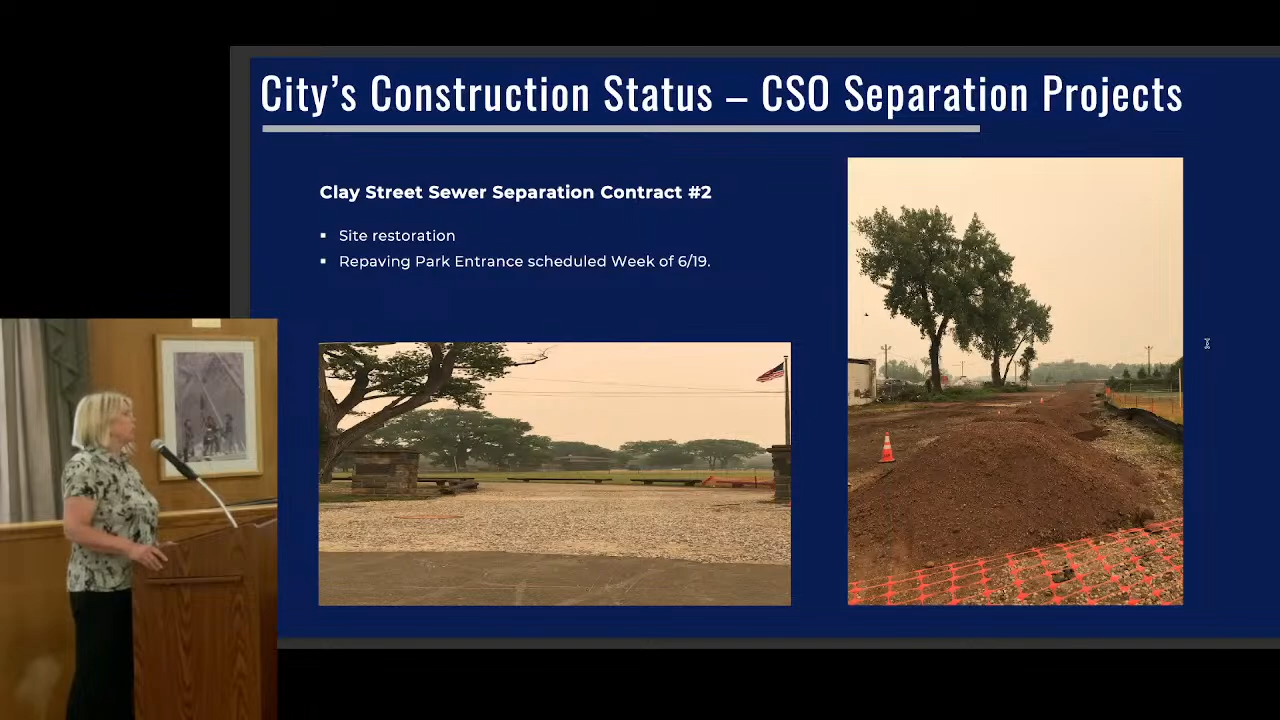 City's Construction Status – CSO Separation Projects
Clay Street Sewer Separation Contract #2
▪ Site restoration
▪ Repaving Park Entrance scheduled Week of 6/19.